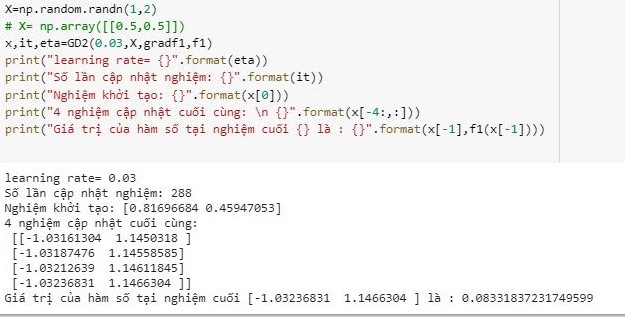 X=np.random.randn(1,2)
# X= np.array([[0.5,0.5]])
x,it,eta=GD2(0.03,X,gradf1,f1)
print("learning rate= {}".format(eta))
print("Số lần cập nhật nghiệm: {}".format(it))
print("Nghiệm khởi tạo: {}".format(x[0]))
print("4 nghiệm cập nhật cuối cùng: \n {}".format(x[-4:,:]))
print("Giá trị của hàm số tại nghiệm cuối {} là : {}".format(x[-1],f1(x[-1])))
learning rate= 0.03
Số lần cập nhật nghiệm: 288
Nghiệm khởi tạo: [0.81696684 0.45947053]
4 nghiệm cập nhật cuối cùng:
 [[-1.03161304  1.1450318 ]
 [-1.03187476  1.14558585]
 [-1.03212639  1.14611845]
 [-1.03236831  1.1466304 ]]
Giá trị của hàm số tại nghiệm cuối [-1.03236831  1.1466304 ] là : 0.08331837231749599